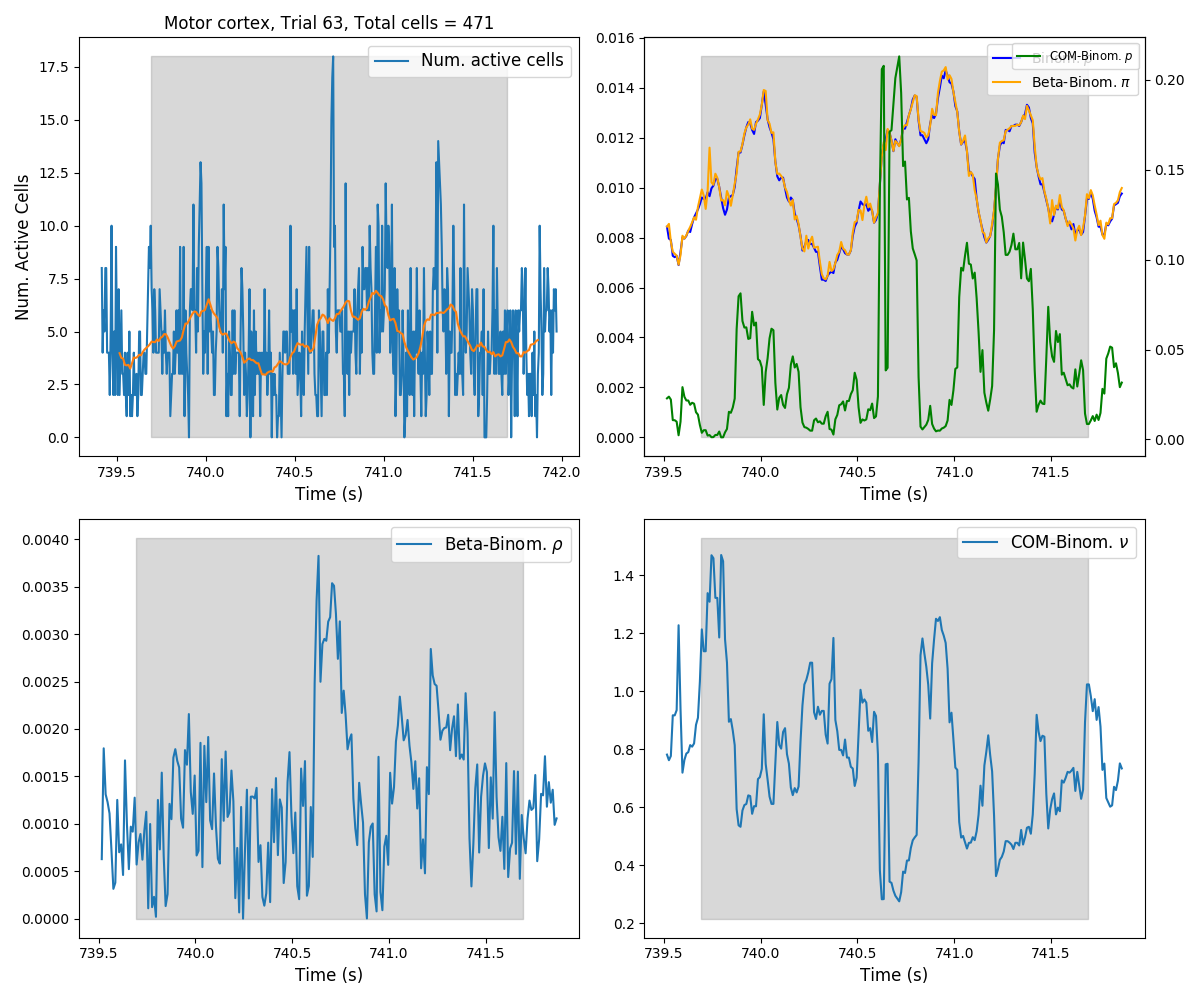 Motor cortex, Trial 63, Total cells = 471
Num. active cells
17.5
15.0
12.5
10.0
7.5
5.0
2.5
0.0
Num. Active Cells
739.5 740.0 740.5 741.0 741.5 742.0
Time (s)
COM-Binom. p
Beta-Binom. π
0.016
0.014
0.012
0.010
0.008
0.006
0.004
0.002
0.000
0.20
0.15
0.10
0.05
0.00
739.5 740.0 740.5 741.0 741.5
Time (s)
Beta-Binom. ρ
0.0040
0.0035
0.0030
0.0025
0.0020
0.0015
0.0010
0.0005
0.0000
739.5 740.0 740.5 741.0 741.5
Time (s)
COM-Binom. ν
1.4
1.2
1.0
0.8
0.6
0.4
0.2
739.5 740.0 740.5 741.0 741.5
Time (s)